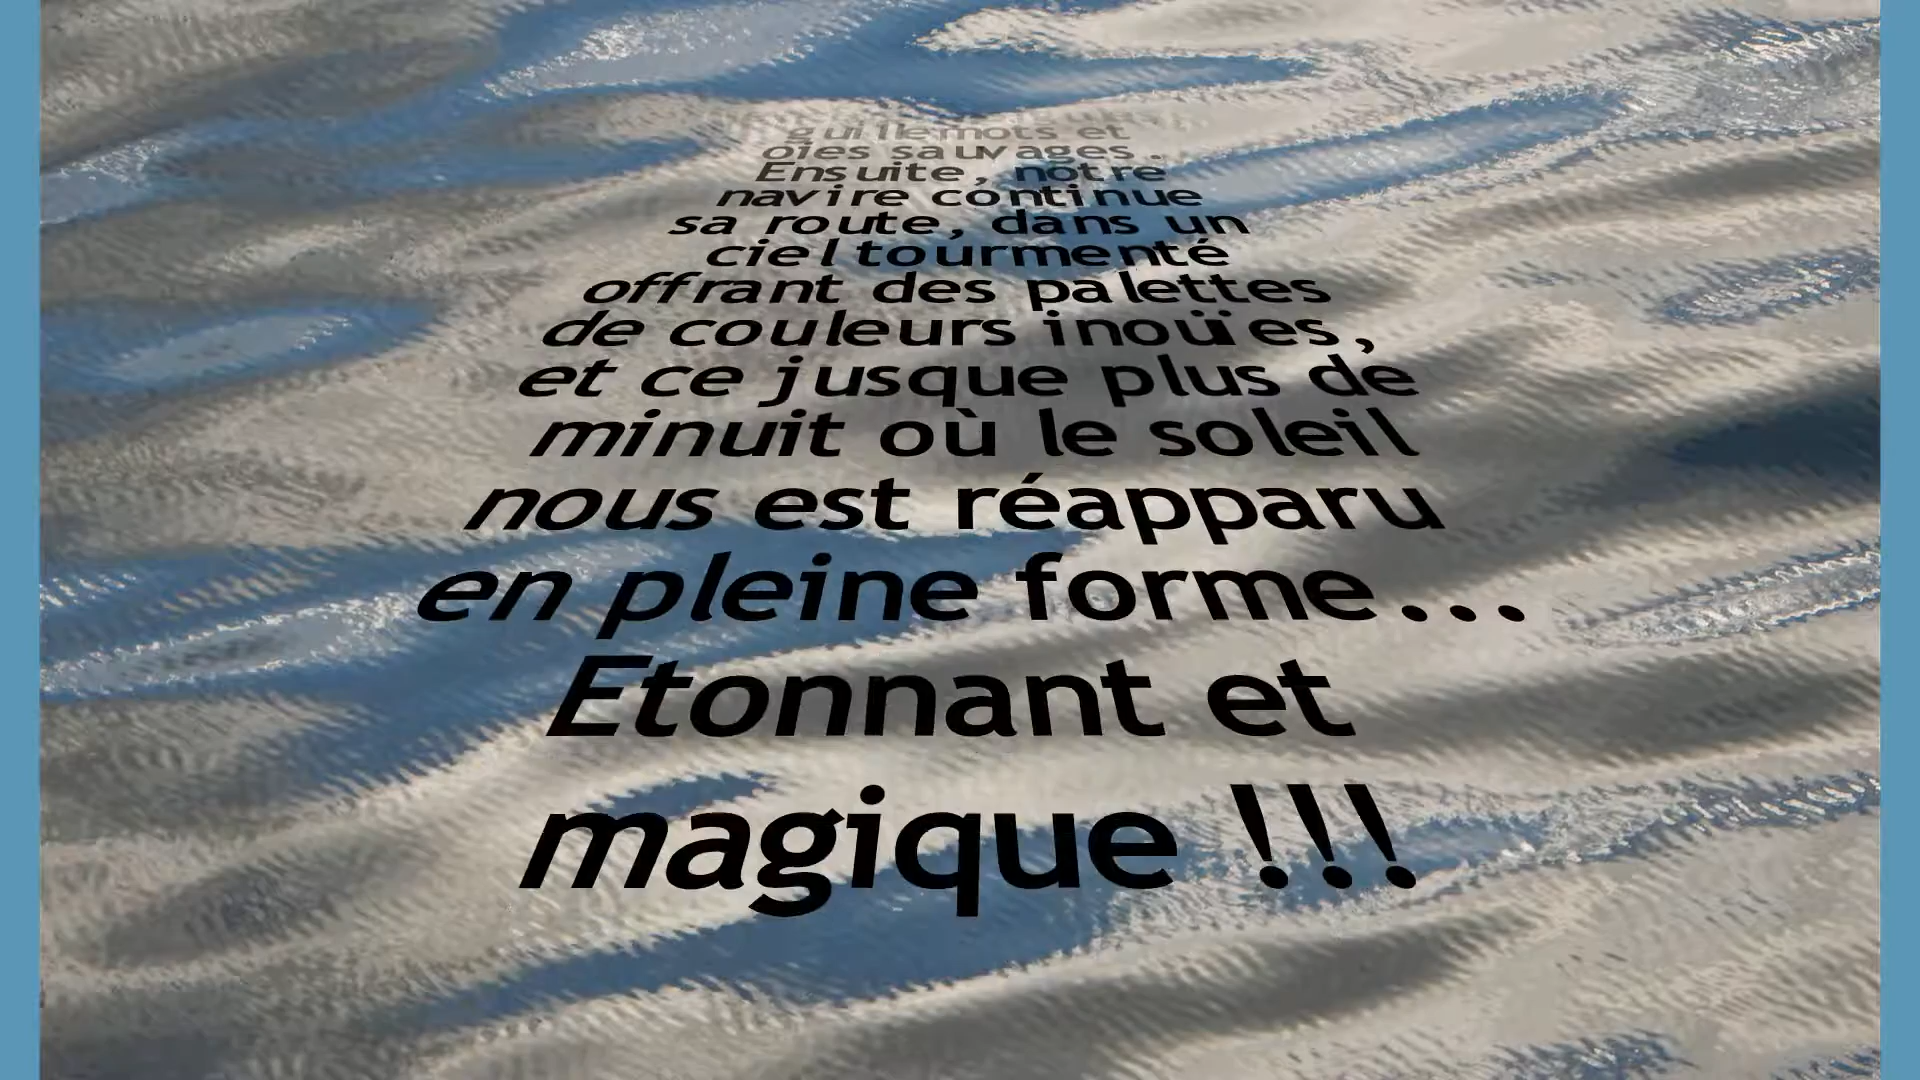 guillemots et
oies sauvages.
Ensuite, notre
navire continue
sa route, dans un
ciel tourmenté
offrant des palettes
de couleurs inoüies,
et ce jusque plus de
minuit où le soleil
nous est réapparu
en pleine forme...
Etonnant et
magique !!!